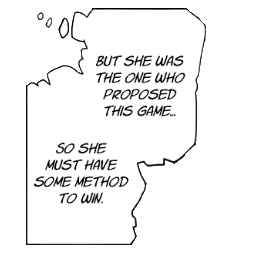 BUT SHE WAS
THE ONE WHO
PROPOSED
THIS GAME...
SO SHE
MUST HAVE
SOME METHOD
TO WIN.